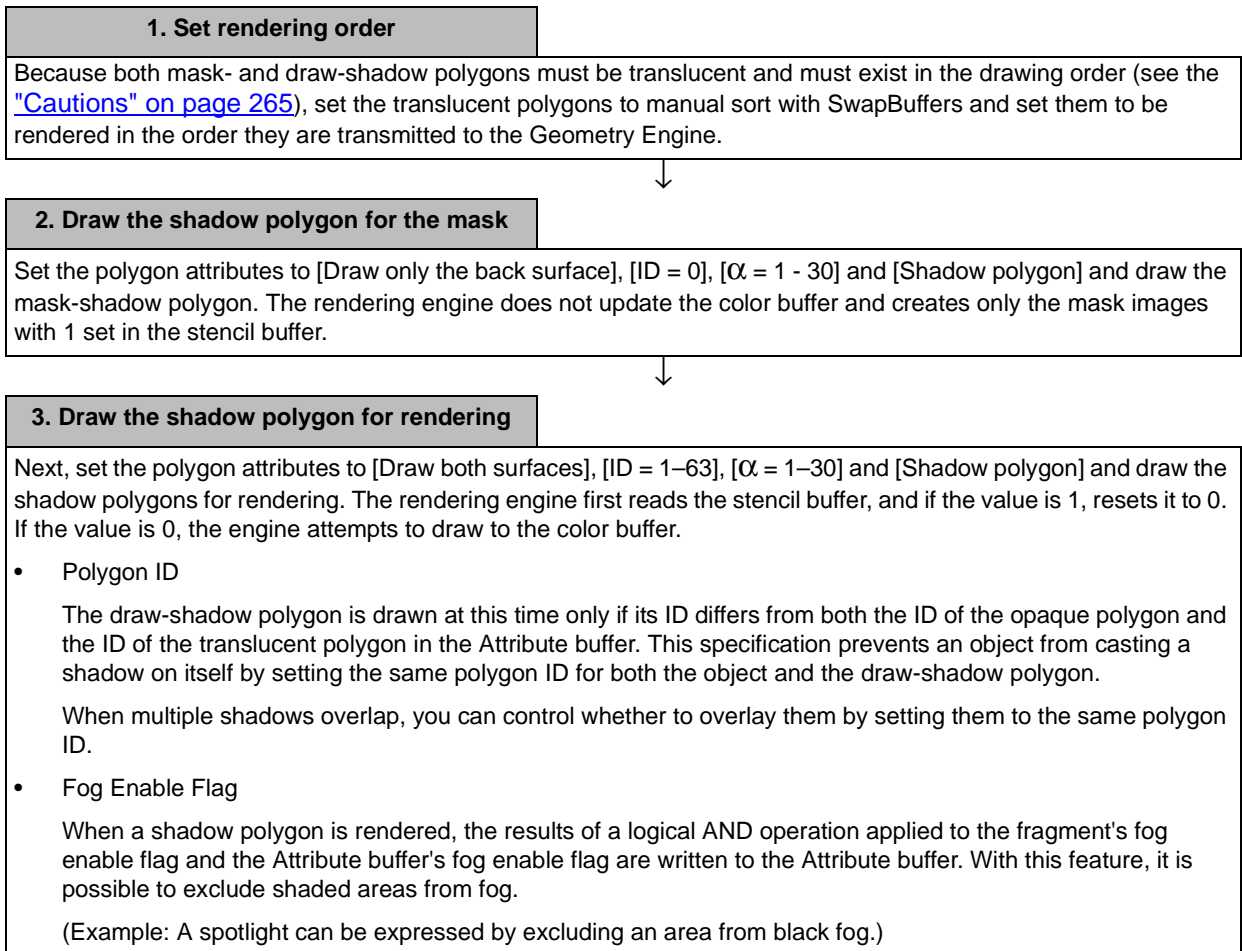 1. Set rendering order
Because both mask- and draw-shadow polygons must be translucent and must exist in the drawing order (see the
"Cautions" on page 265), set the translucent polygons to manual sort with SwapBuffers and set them to be
rendered in the order they are transmitted to the Geometry Engine.
↓
2. Draw the shadow polygon for the mask
Set the polygon attributes to [Draw only the back surface], [ID = 0], [α = 1 - 30] and [Shadow polygon] and draw the
mask-shadow polygon. The rendering engine does not update the color buffer and creates only the mask images
with 1 set in the stencil buffer.
↓
3. Draw the shadow polygon for rendering
Next, set the polygon attributes to [Draw both surfaces], [ID = 1–63], [α = 1–30] and [Shadow polygon] and draw the
shadow polygons for rendering. The rendering engine first reads the stencil buffer, and if the value is 1, resets it to 0.
If the value is 0, the engine attempts to draw to the color buffer.
• Polygon ID
The draw-shadow polygon is drawn at this time only if its ID differs from both the ID of the opaque polygon and
the ID of the translucent polygon in the Attribute buffer. This specification prevents an object from casting a
shadow on itself by setting the same polygon ID for both the object and the draw-shadow polygon.
When multiple shadows overlap, you can control whether to overlay them by setting them to the same polygon
ID.
• Fog Enable Flag
When a shadow polygon is rendered, the results of a logical AND operation applied to the fragment's fog
enable flag and the Attribute buffer's fog enable flag are written to the Attribute buffer. With this feature, it is
possible to exclude shaded areas from fog.
(Example: A spotlight can be expressed by excluding an area from black fog.)